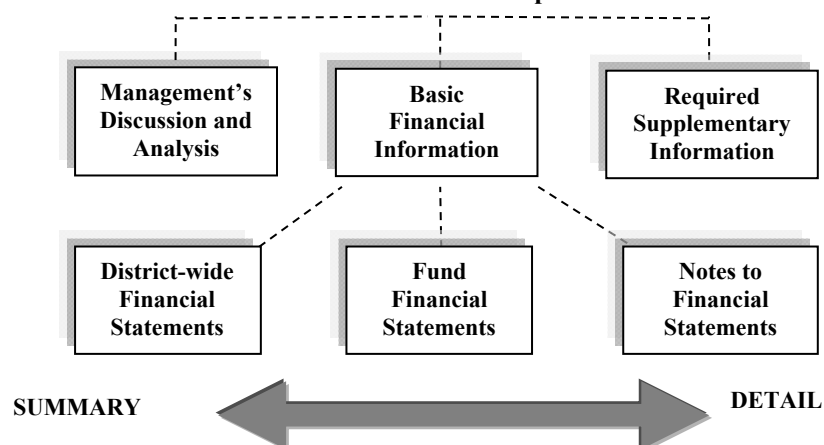 Management's
Discussion and
Analysis
Basic
Financial
Information
Required
Supplementary
Information
District-wide
Financial
Statements
Fund
Financial
Statements
Notes to
Financial
Statements
SUMMARY
DETAIL